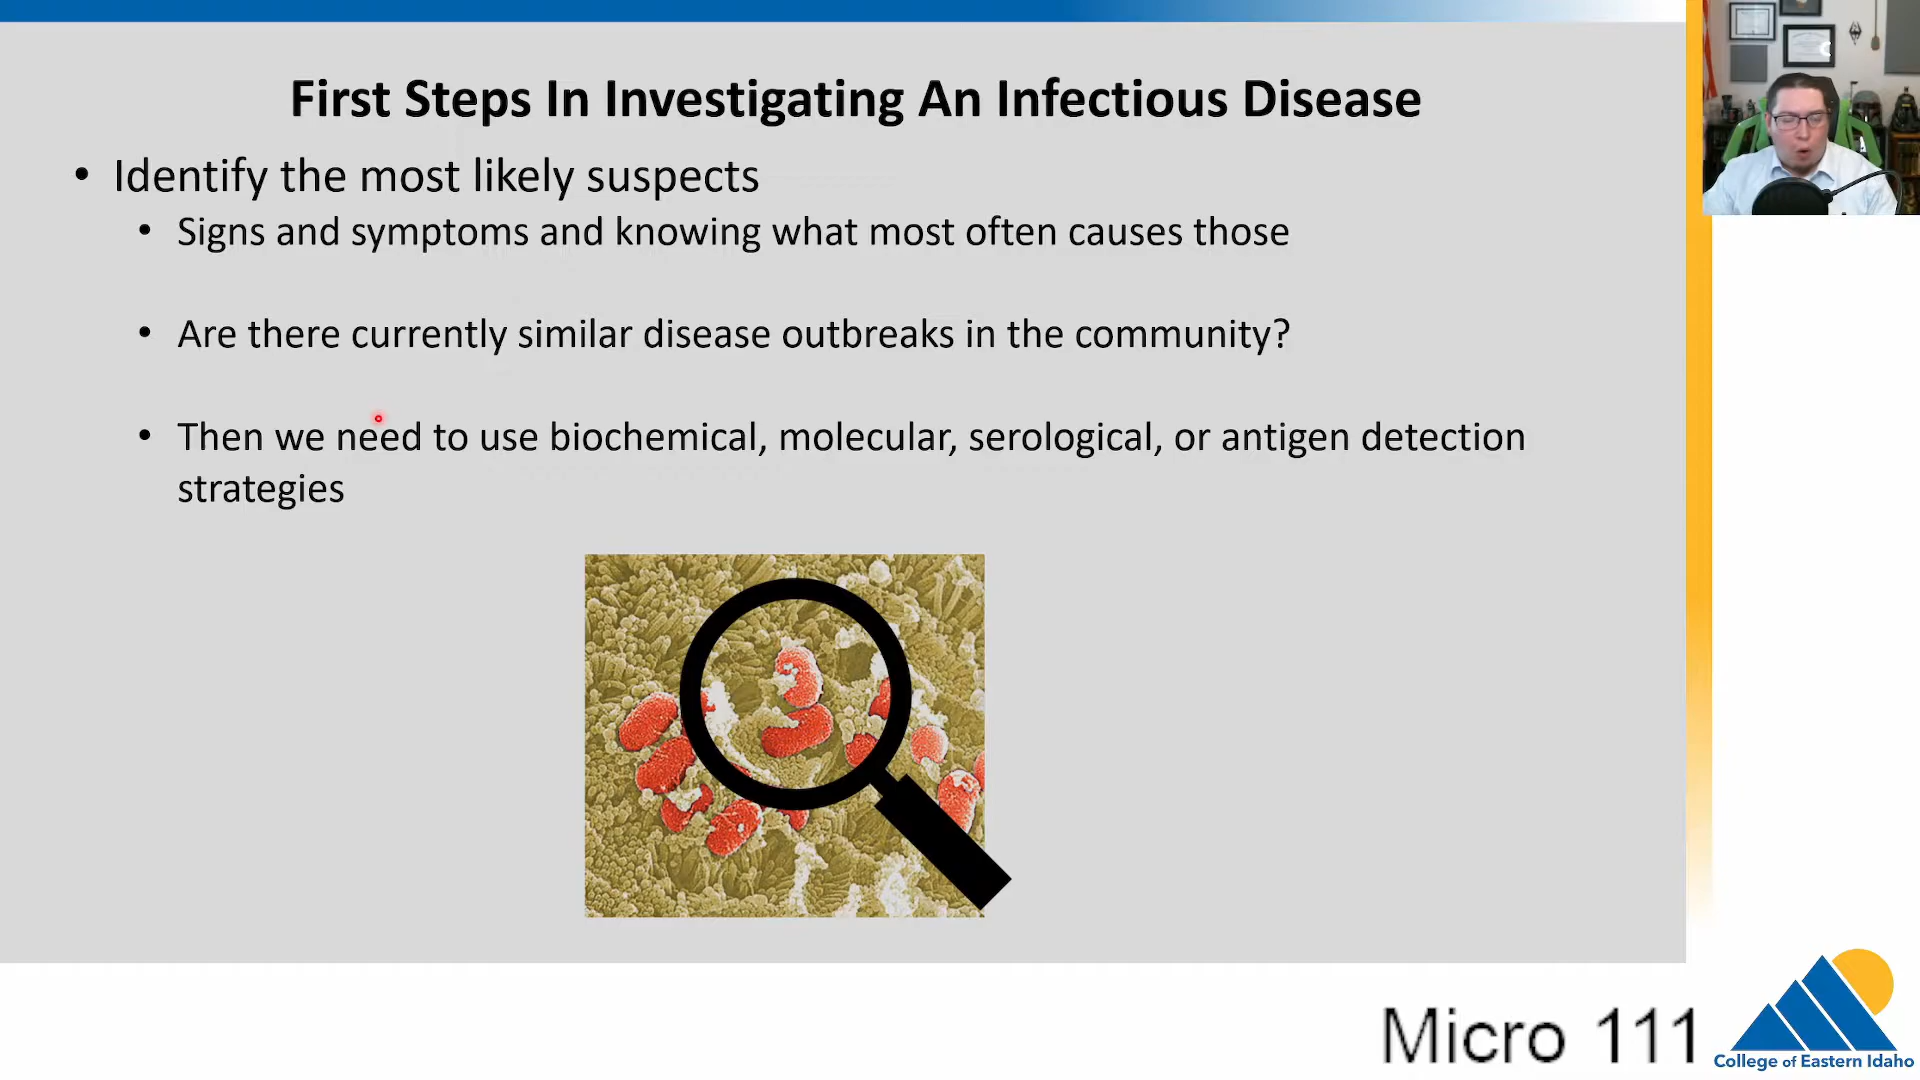 First Steps In Investigating An Infectious Disease
• Identify the most likely suspects
• Signs and symptoms and knowing what most often causes those
• Are there currently similar disease outbreaks in the community?
• Then we need to use biochemical, molecular, serological, or antigen detection
strategies
Micro 111
College of Eastern Idaho